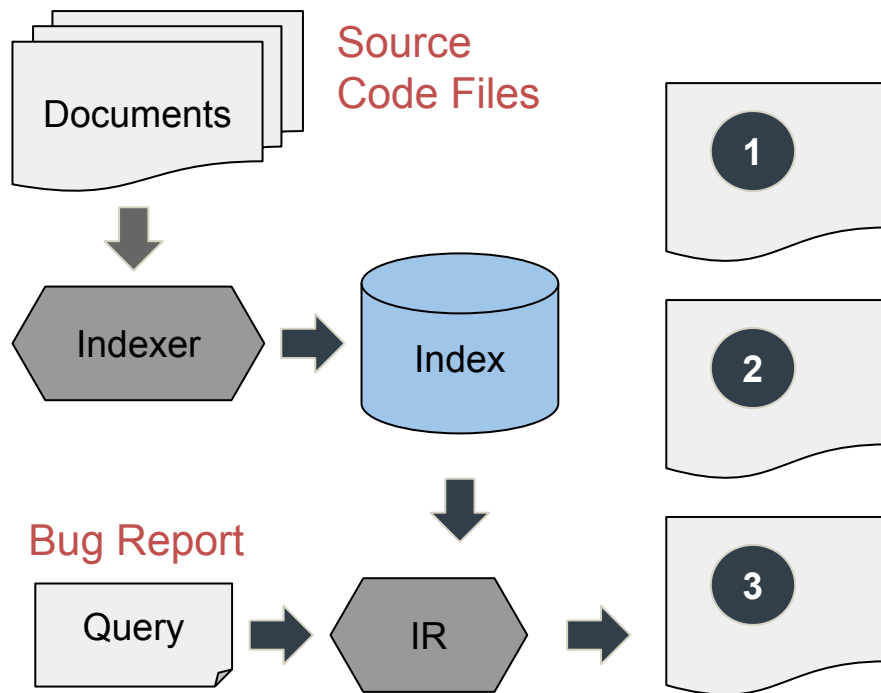 Source
Code Files
Documents
1
Indexer
Index
2
Bug Report
Query
IR
3